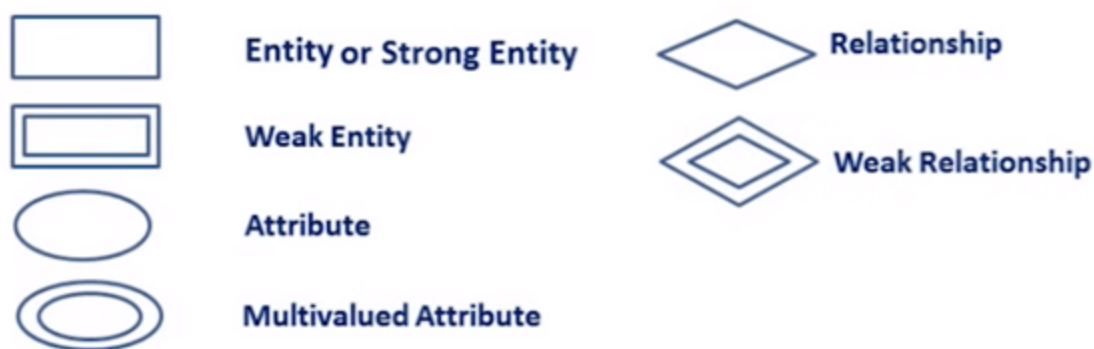 Entity or Strong Entity
Weak Entity
Attribute
Multivalued Attribute
Relationship
Weak Relationship